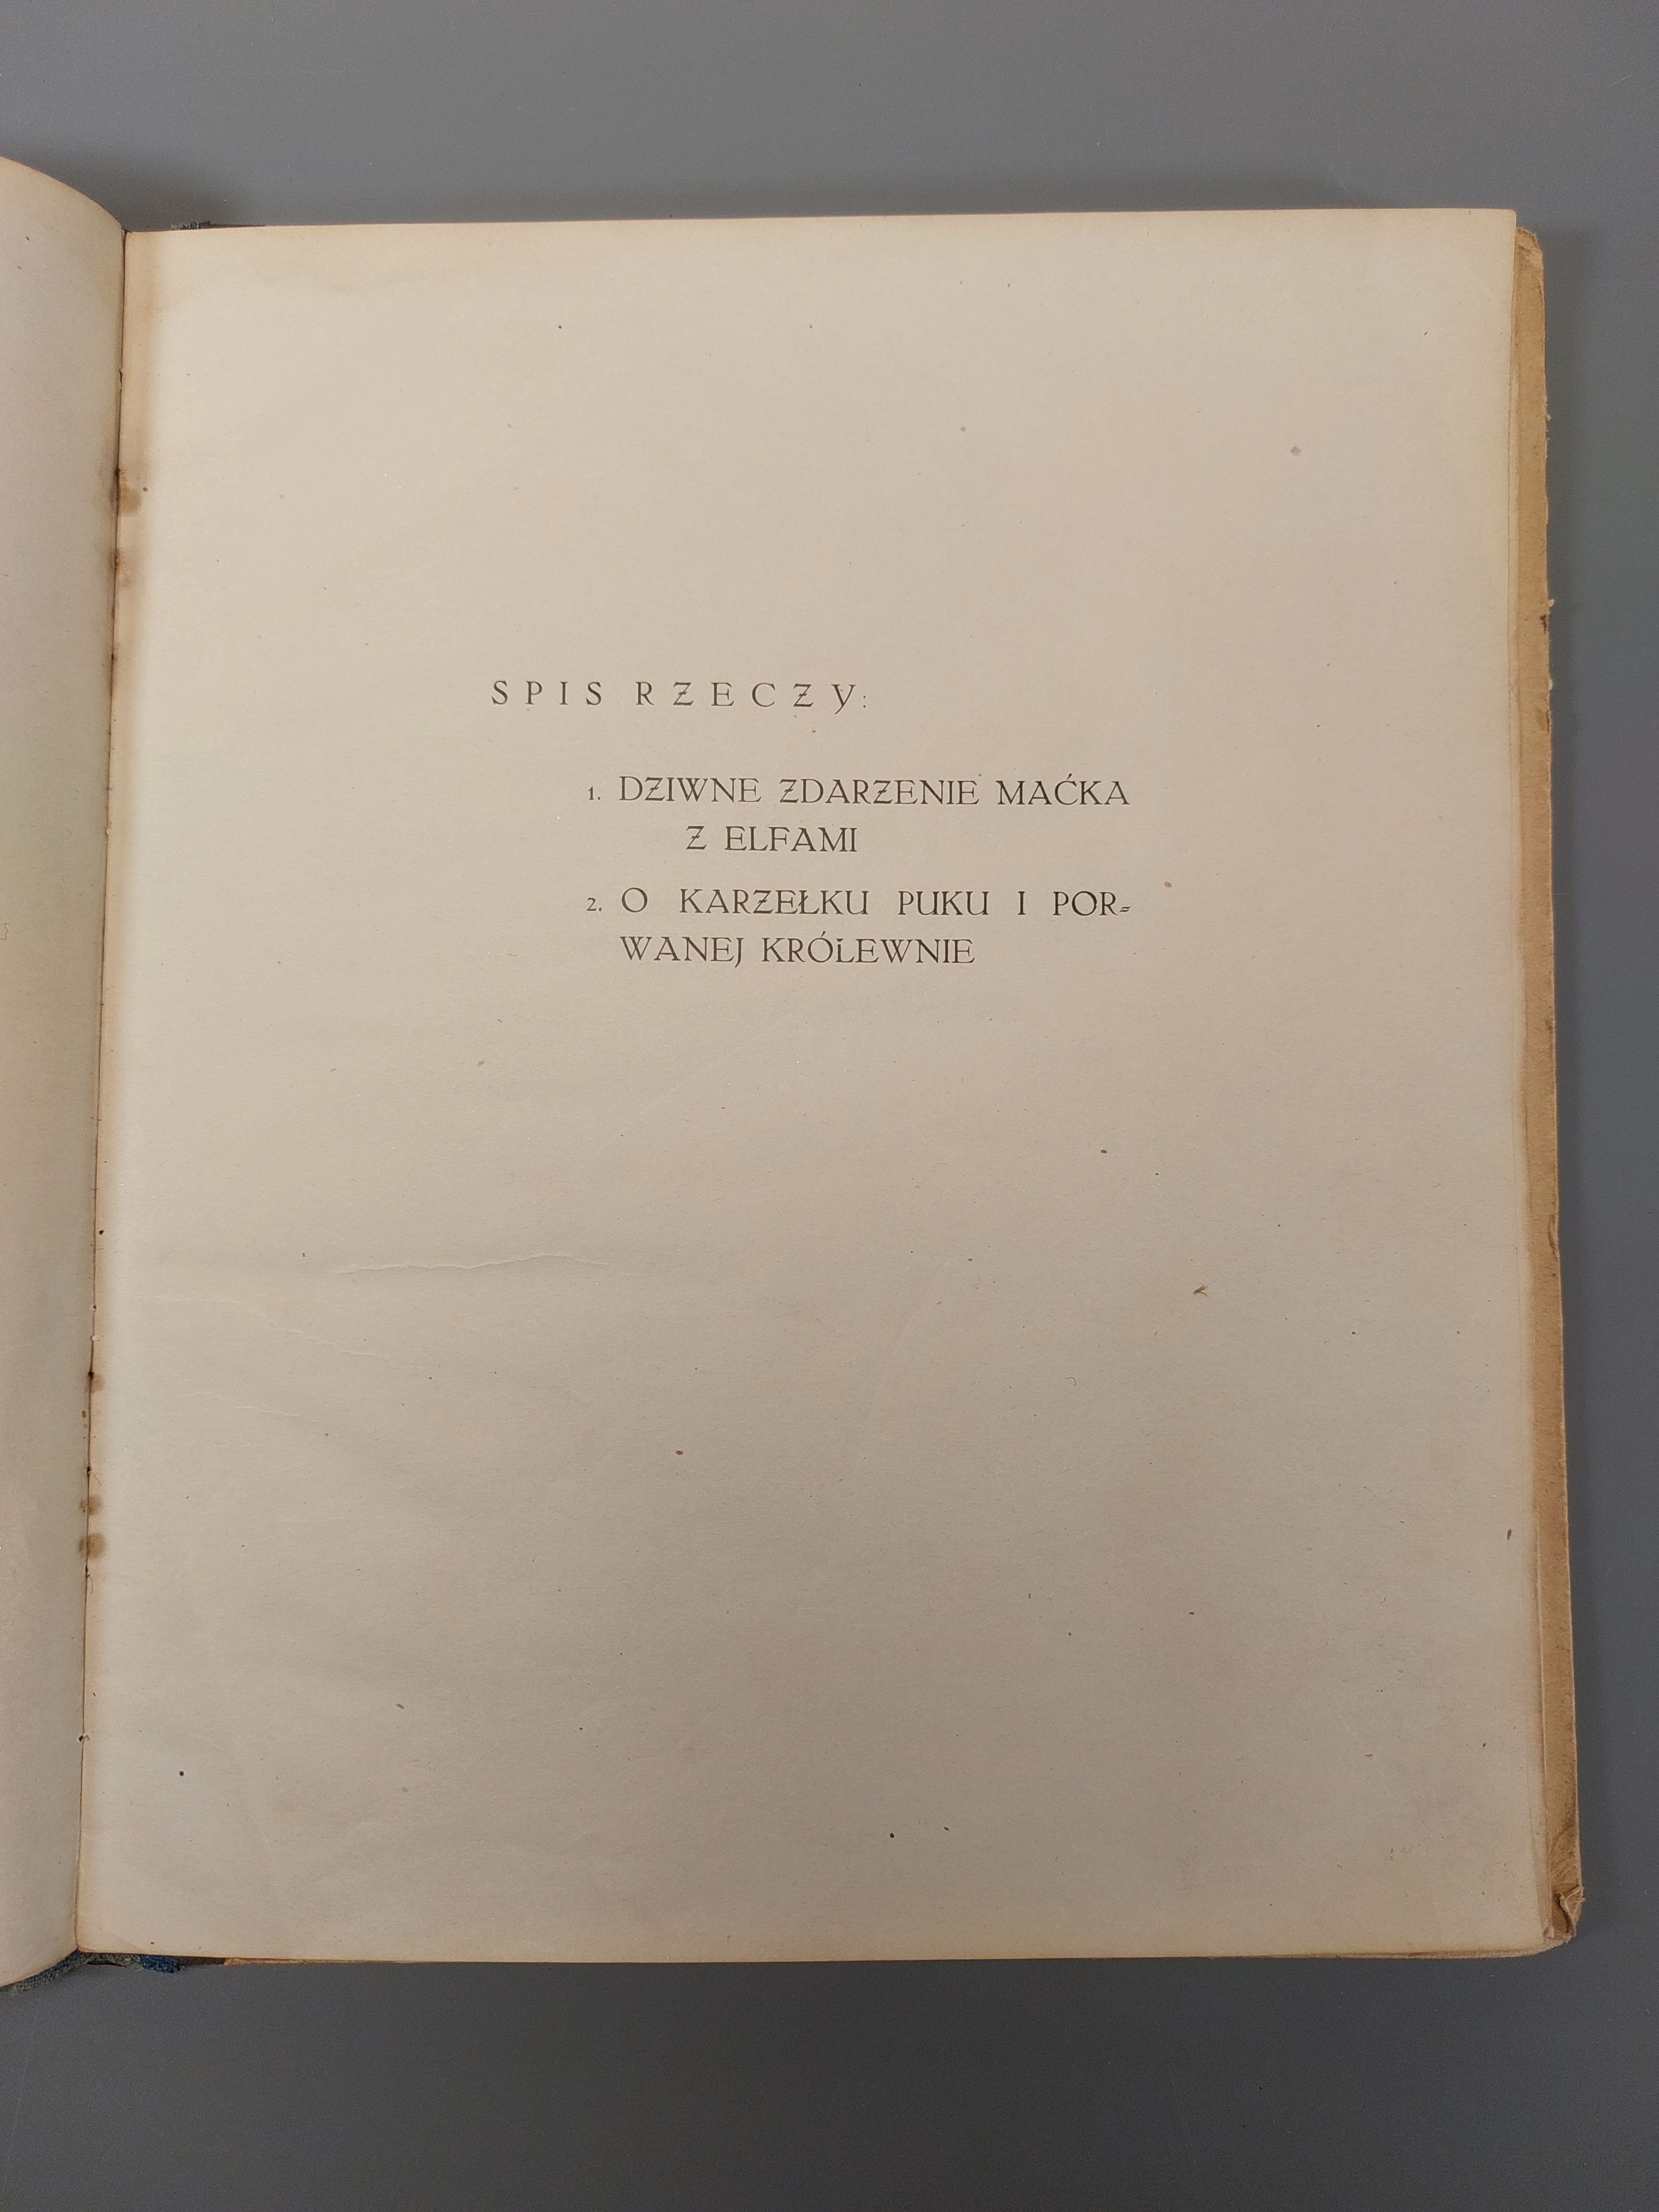 SPIS RZECZY:
1. DZIWNE ZDARZENIE MAĆKA
Z ELFAMI
2. O KARZEŁKU PUKU I POR=
WANEJ KRÓLEWNIE